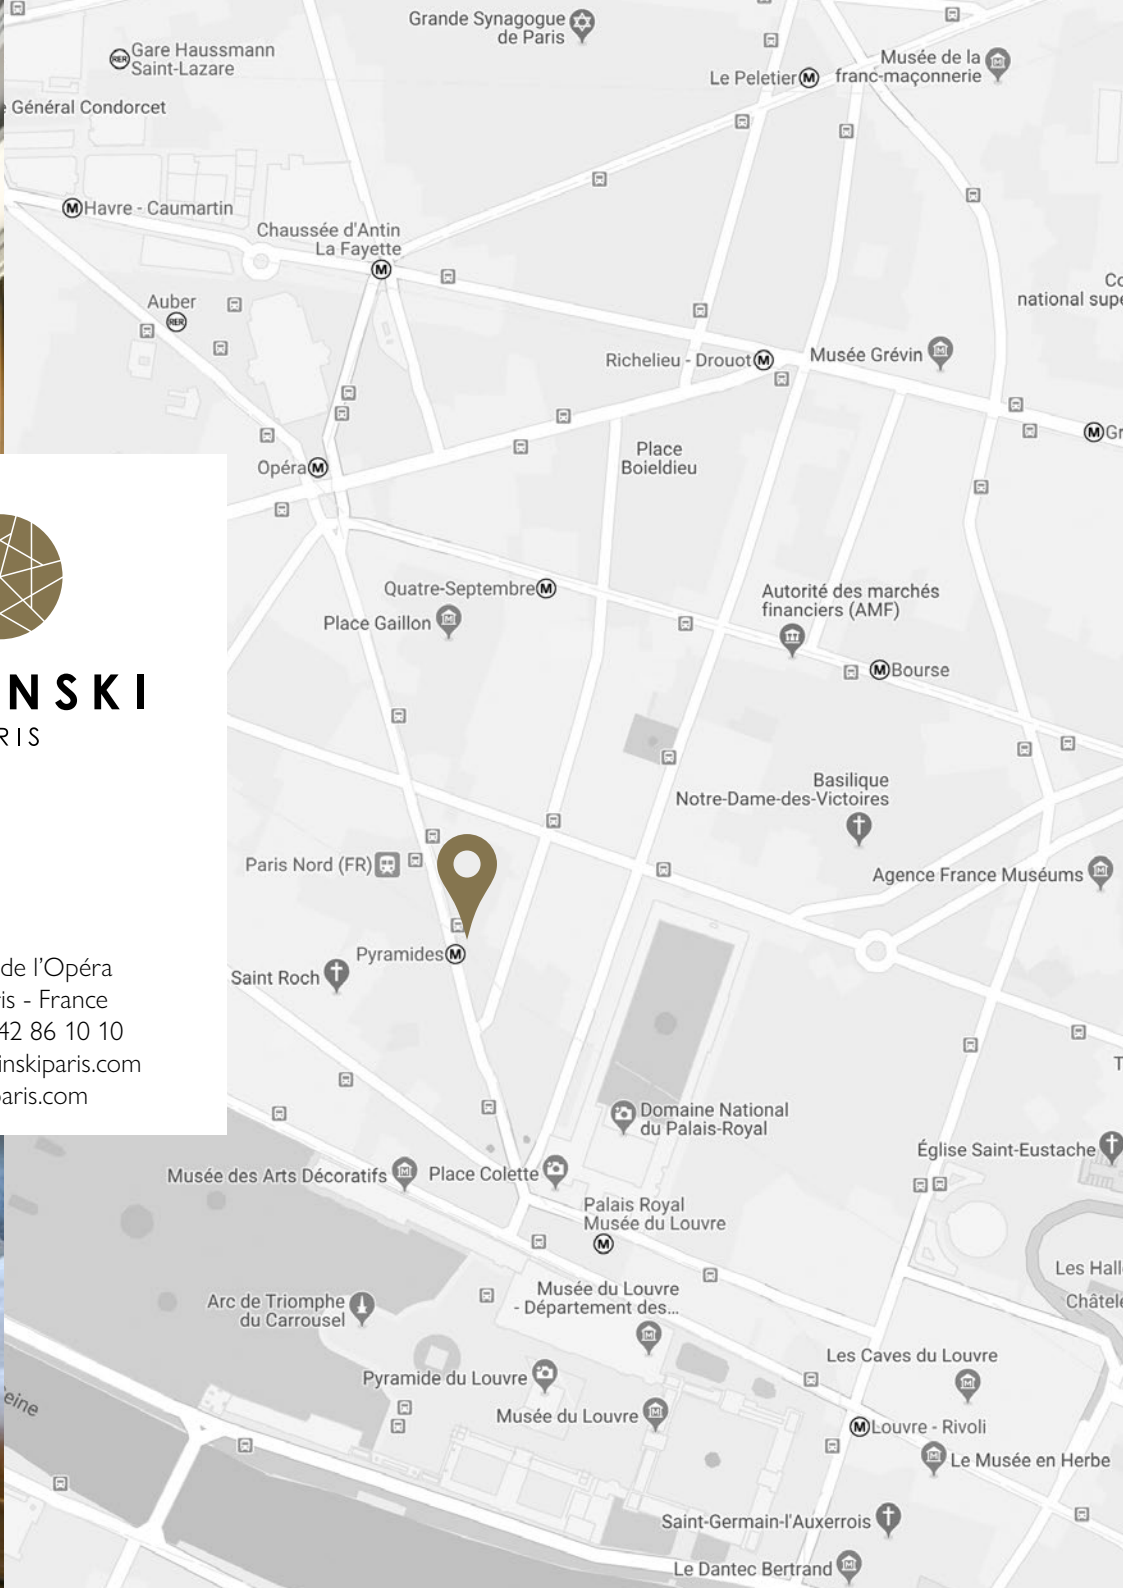 Grande Synagogue
de Paris
Gare Haussmann
Saint-Lazare
RER
Musée de la
franc-maçonnerie
Le Peletier M
Général Condorcet
M Havre - Caumartin
Chaussée d'Antin
La Fayette
M
Auber
RER
national supe
Richelieu - Drouot M
Musée Grévin
M Gr
Place
Boieldieu
Opéra M
Quatre-Septembre M
Autorité des marchés
financiers (AMF)
Place Gaillon
M Bourse
NSKI
RIS
Basilique
Notre-Dame-des-Victoires
Paris Nord (FR)
Agence France Muséums
Pyramides M
Saint Roch
de l’Opéra
is - France
42 86 10 10
inskiparis.com
paris.com
Domaine National
du Palais-Royal
Église Saint-Eustache
Musée des Arts Décoratifs
Place Colette
Palais Royal
Musée du Louvre
M
Les Hall
Châtele
Musée du Louvre
- Département des...
Arc de Triomphe
du Carrousel
Les Caves du Louvre
Pyramide du Louvre
eine
Musée du Louvre
M Louvre - Rivoli
Le Musée en Herbe
Saint-Germain-l'Auxerrois
Le Dantec Bertrand